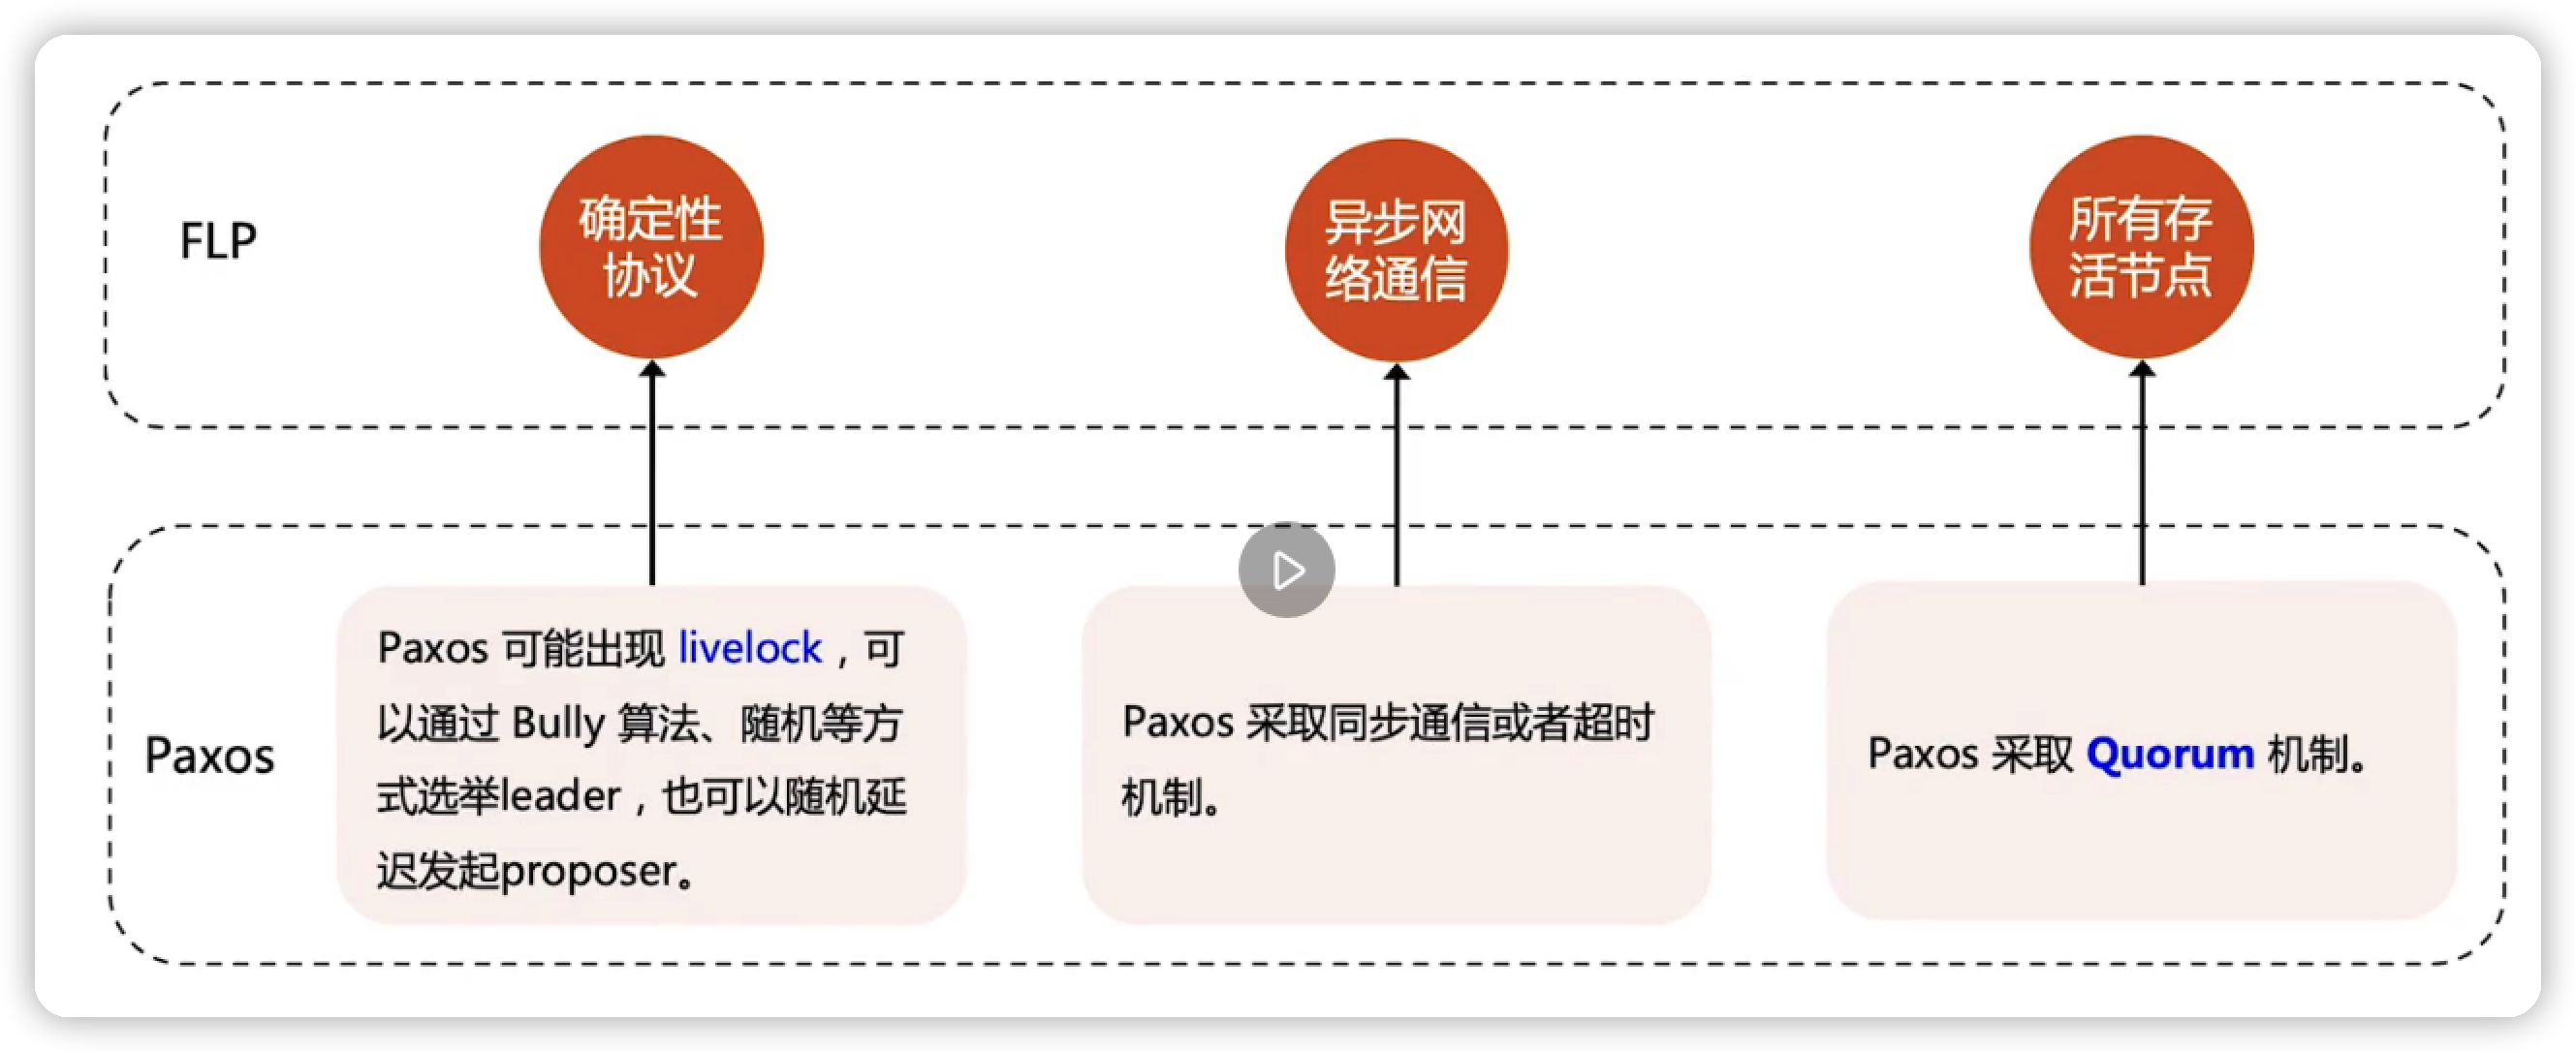 FLP
确定性
协议
异步网
络通信
所有存
活节点
Paxos
Paxos 可能出现 livelock，可
以通过 Bully 算法、随机等方
式选举leader，也可以随机延
迟发起proposer。
Paxos 采取同步通信或者超时
机制。
Paxos 采取 Quorum 机制。